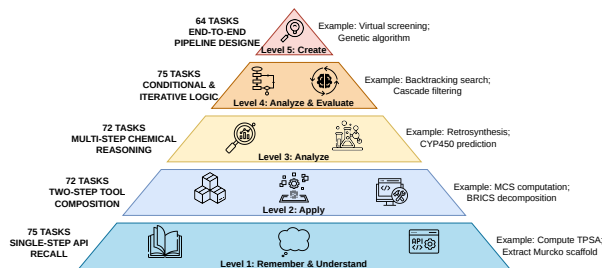 64 TASKS
END-TO-END
PIPELINE DESIGNE
Level 5: Create
Example: Virtual screening;
Genetic algorithm
75 TASKS
CONDITIONAL &
ITERATIVE LOGIC
Level 4: Analyze & Evaluate
Example: Backtracking search;
Cascade filtering
72 TASKS
MULTI-STEP CHEMICAL
REASONING
Level 3: Analyze
Example: Retrosynthesis;
CYP450 prediction
72 TASKS
TWO-STEP TOOL
COMPOSITION
Level 2: Apply
Example: MCS computation;
BRICS decomposition
75 TASKS
SINGLE-STEP API
RECALL
API
Level 1: Remember & Understand
Example: Compute TPSA;
Extract Murcko scaffold